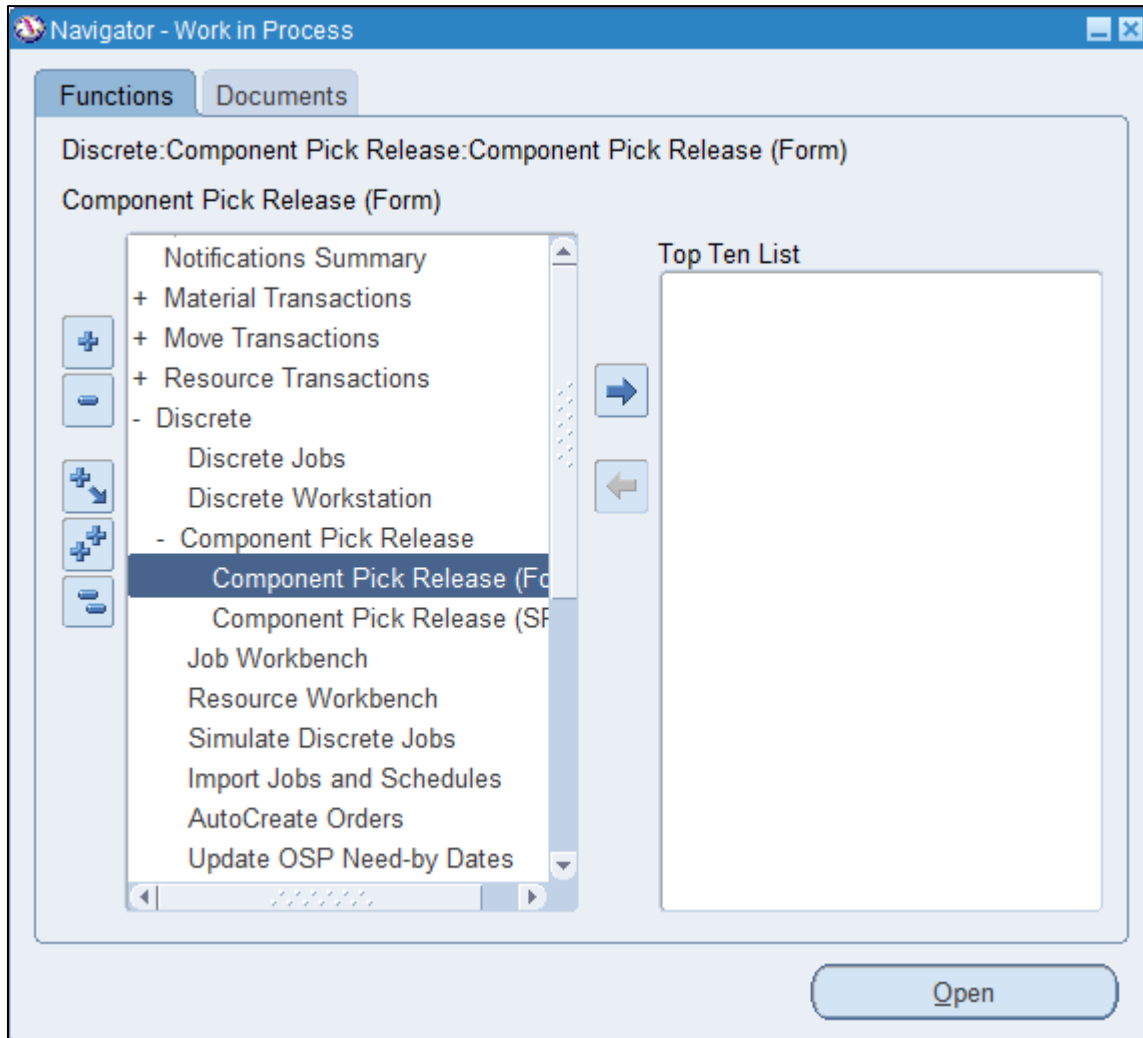 Navigator - Work in Process
Functions Documents
Discrete:Component Pick Release:Component Pick Release (Form)
Component Pick Release (Form)
Top Ten List
Notifications Summary
+ Material Transactions
+ Move Transactions
+ Resource Transactions
- Discrete
Discrete Jobs
Discrete Workstation
- Component Pick Release
Component Pick Release (Fo
Component Pick Release (SF
Job Workbench
Resource Workbench
Simulate Discrete Jobs
Import Jobs and Schedules
AutoCreate Orders
Update OSP Need-by Dates
Open